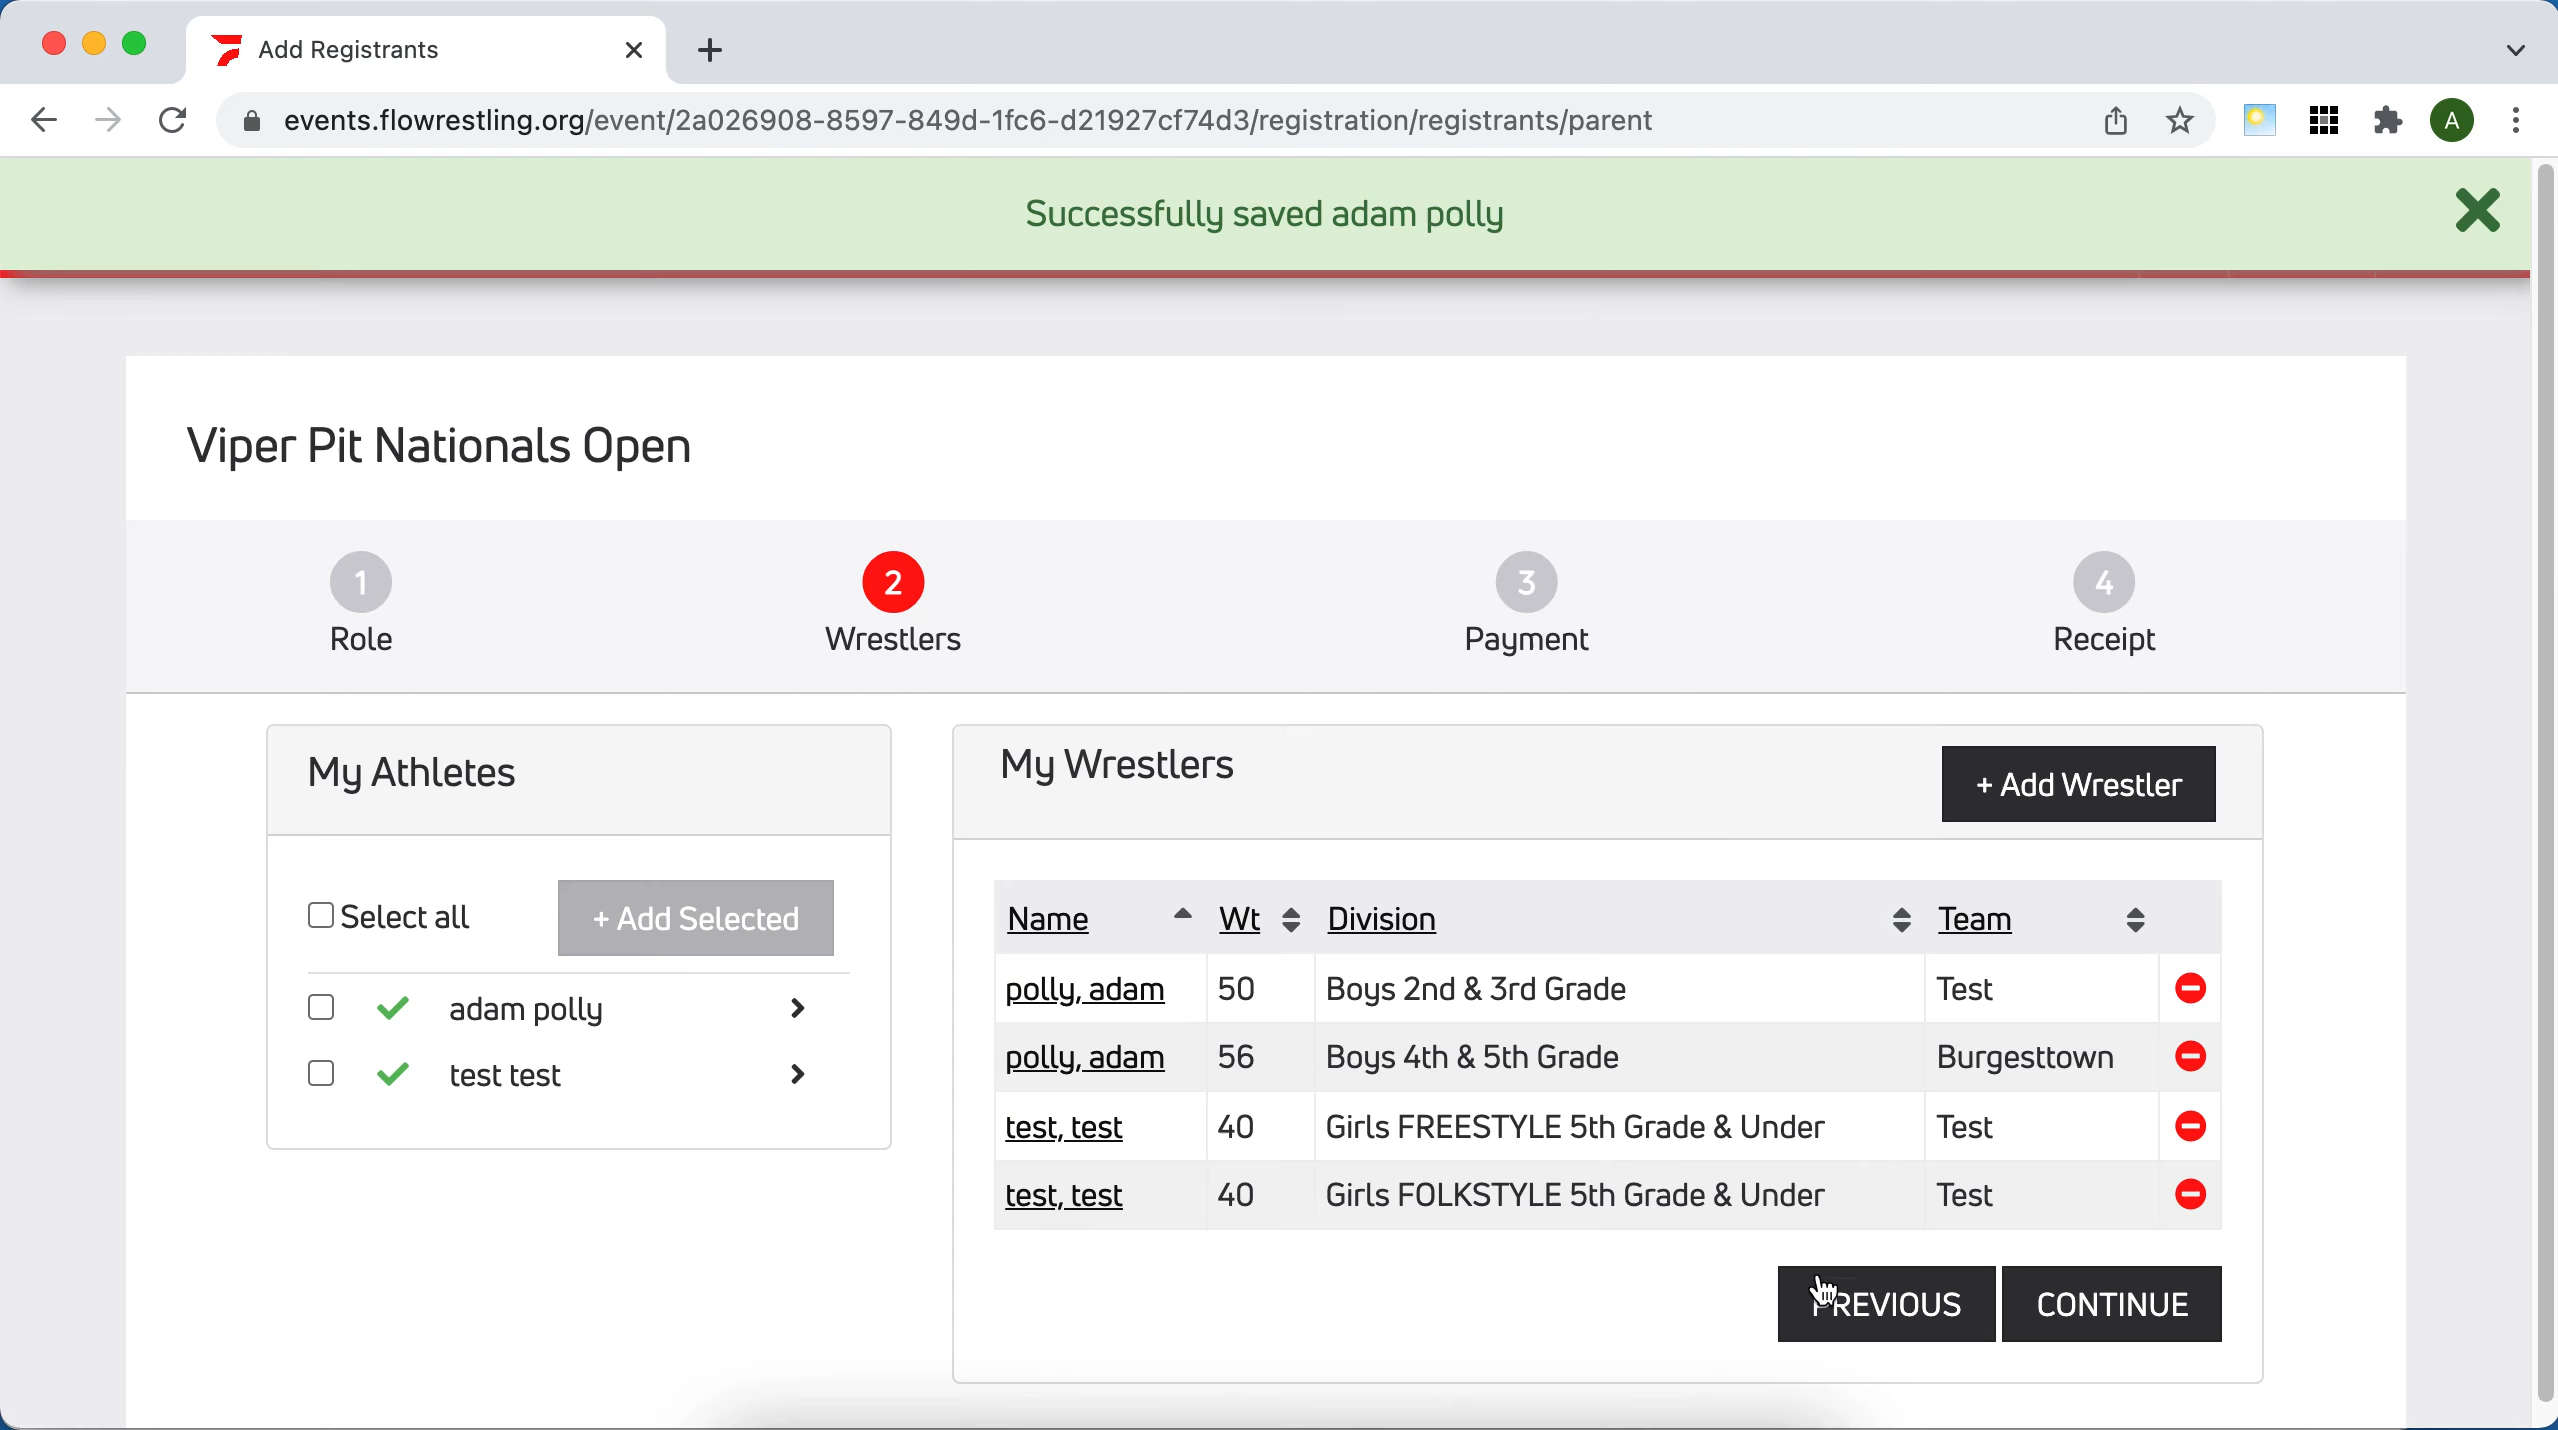 Add Registrants
events.flowrestling.org/event/2a026908-8597-849d-1fc6-d21927cf74d3/registration/registrants/parent
A
Successfully saved adam polly
Viper Pit Nationals Open
1 2 3 4
Role Wrestlers Payment Receipt
My Athletes
Select all + Add Selected
adam polly
test test
My Wrestlers + Add Wrestler
Name Wt Division Team
polly, adam 50 Boys 2nd & 3rd Grade Test
polly, adam 56 Boys 4th & 5th Grade Burgesttown
test, test 40 Girls FREESTYLE 5th Grade & Under Test
test, test 40 Girls FOLKSTYLE 5th Grade & Under Test
PREVIOUS CONTINUE